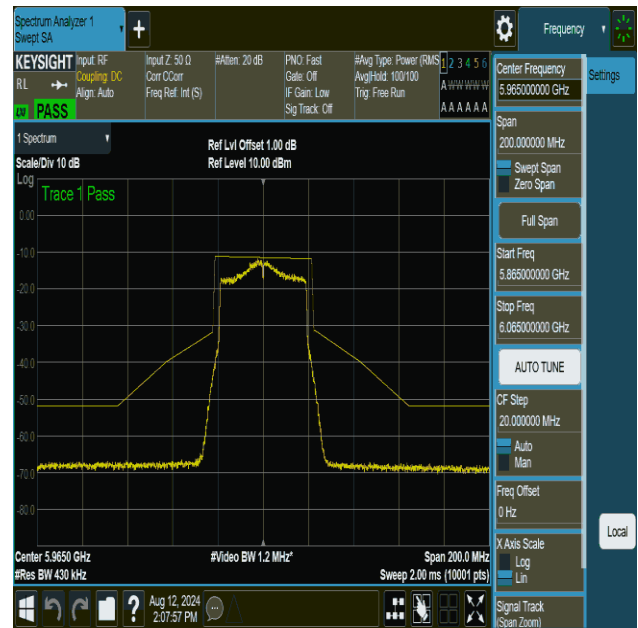 Spectrum Analyzer 1
Swept SA
Frequency
KEYSIGHT
RL
PASS
Input: RF
Coupling: DC
Align: Auto
Input Z: 50 Ω
Corr CCorr
Freq Ref: Int (S)
#Atten: 20 dB
PNO: Fast
Gate: Off
IF Gain: Low
Sig Track: Off
#Avg Type: Power (RMS
Avg|Hold: 100/100
Trig: Free Run
1 2 3 4 5 6
A W W W W W
A A A A A A
Center Frequency
5.965000000 GHz
Settings
Span
200.000000 MHz
Swept Span
Zero Span
Full Span
Start Freq
5.865000000 GHz
Stop Freq
6.065000000 GHz
AUTO TUNE
CF Step
20.000000 MHz
Auto
Man
Freq Offset
0 Hz
X Axis Scale
Log
Lin
Signal Track
(Span Zoom)
Local
1 Spectrum
Scale/Div 10 dB
Ref Lvl Offset 1.00 dB
Ref Level 10.00 dBm
Log
Trace 1 Pass
0.00
-10.0
-20.0
-30.0
-40.0
-50.0
-60.0
-70.0
-80.0
Center 5.9650 GHz
#Res BW 430 kHz
#Video BW 1.2 MHz*
Span 200.0 MHz
Sweep 2.00 ms (10001 pts)
Aug 12, 2024
2:07:57 PM